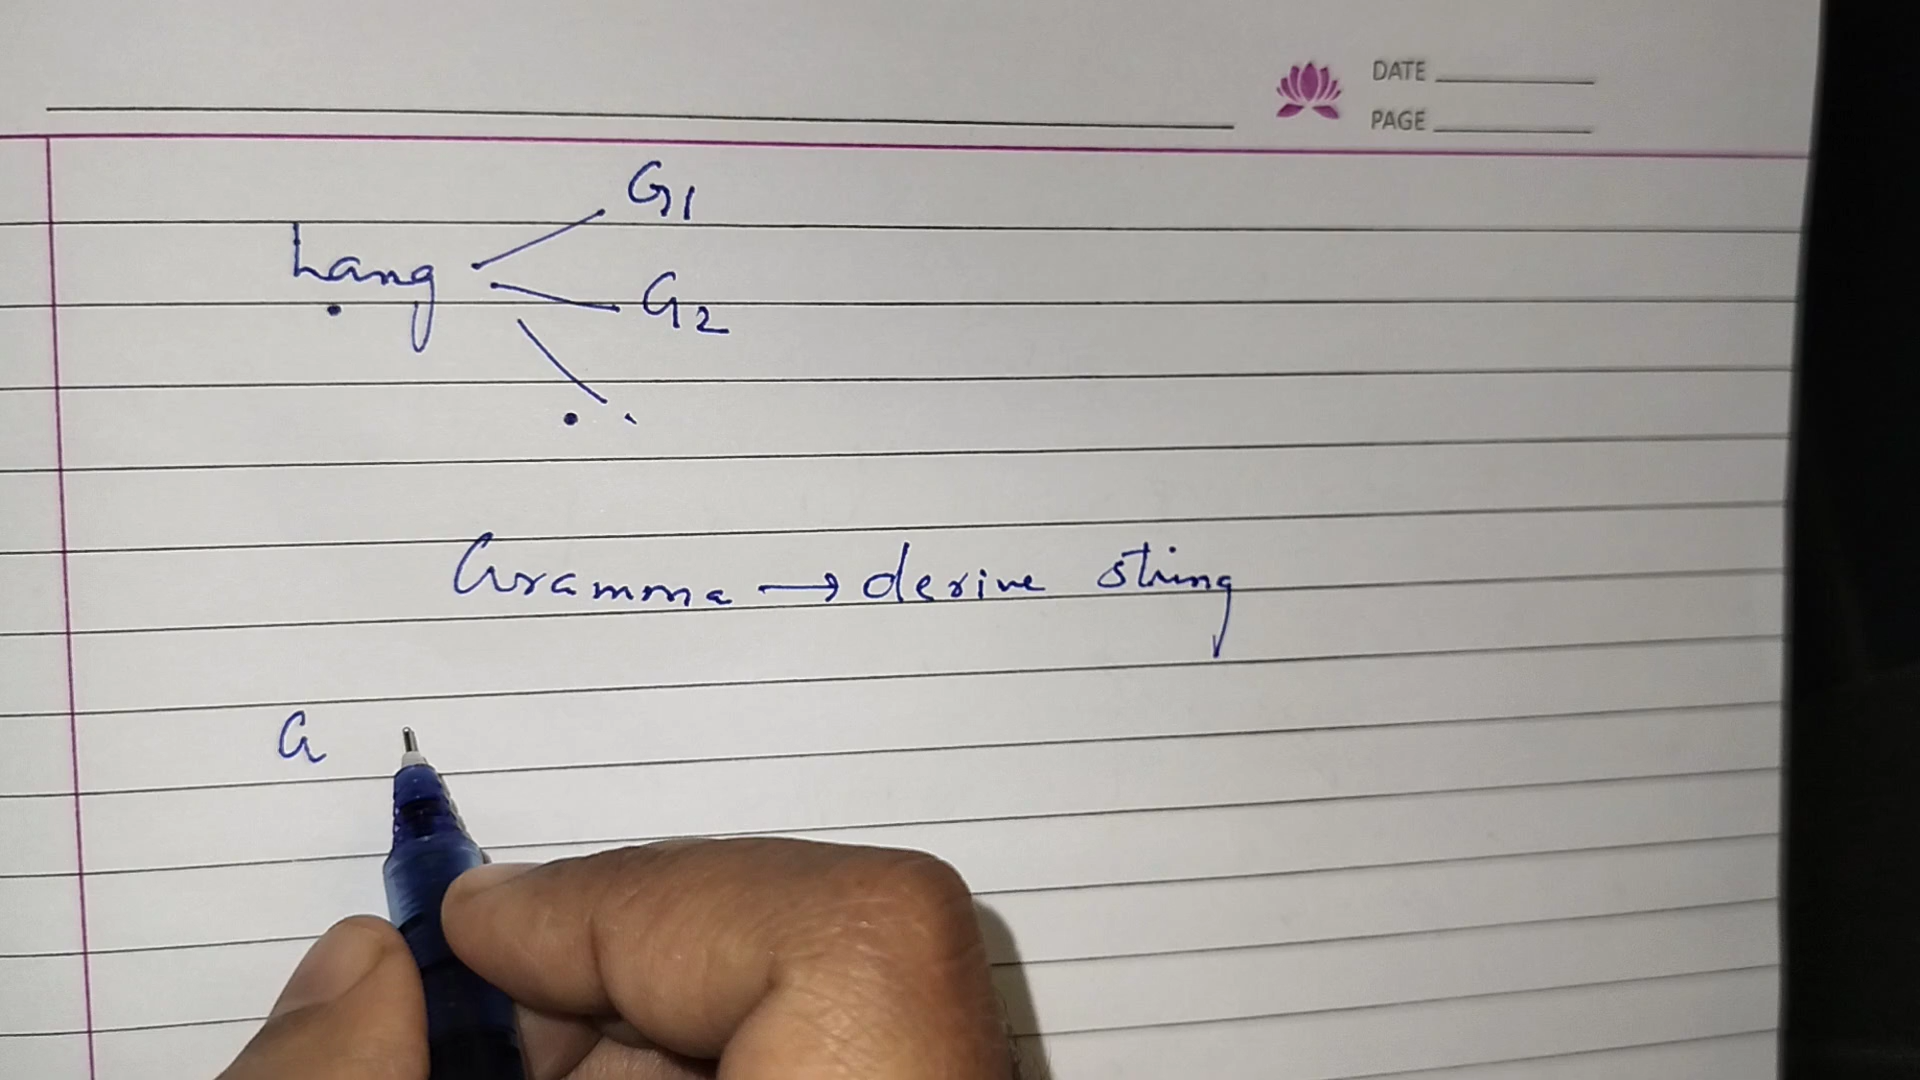 DATE
PAGE
G1
Lang
G2
Gramma → derive string
G